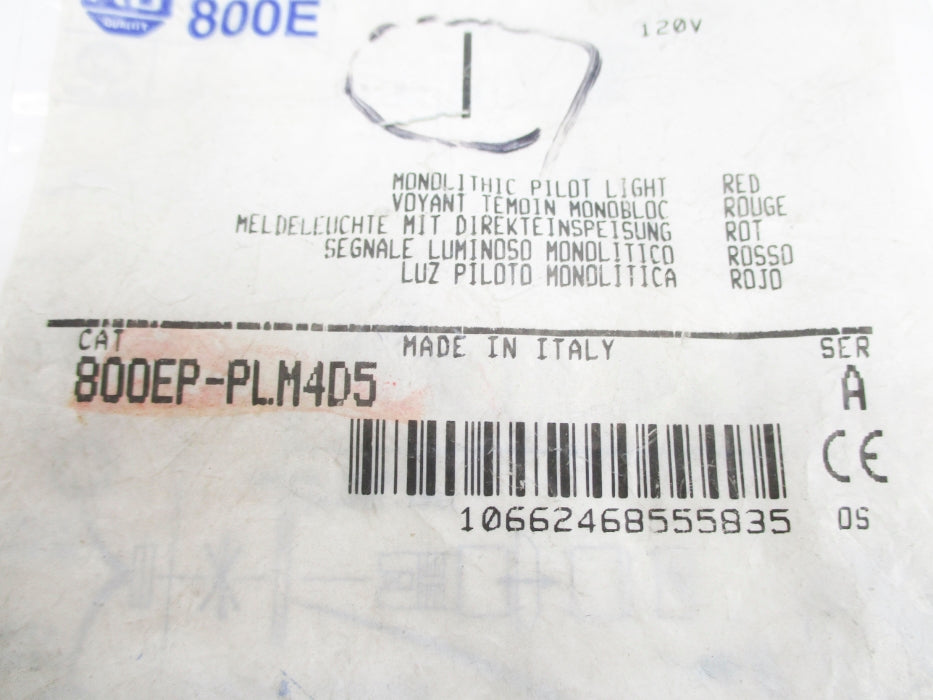 QUALITY
800E
120V
MONOLITHIC PILOT LIGHT RED
VOYANT TEMOIN MONOBLOC ROUGE
MELDELEUCHTE MIT DIREKTEINSPEISUNG ROT
SEGNALE LUMINOSO MONOLITICO ROSSO
LUZ PILOTO MONOLITICA ROJO
CAT MADE IN ITALY SER
800EP-PLM4D5 A
CE
10662468555835 OS